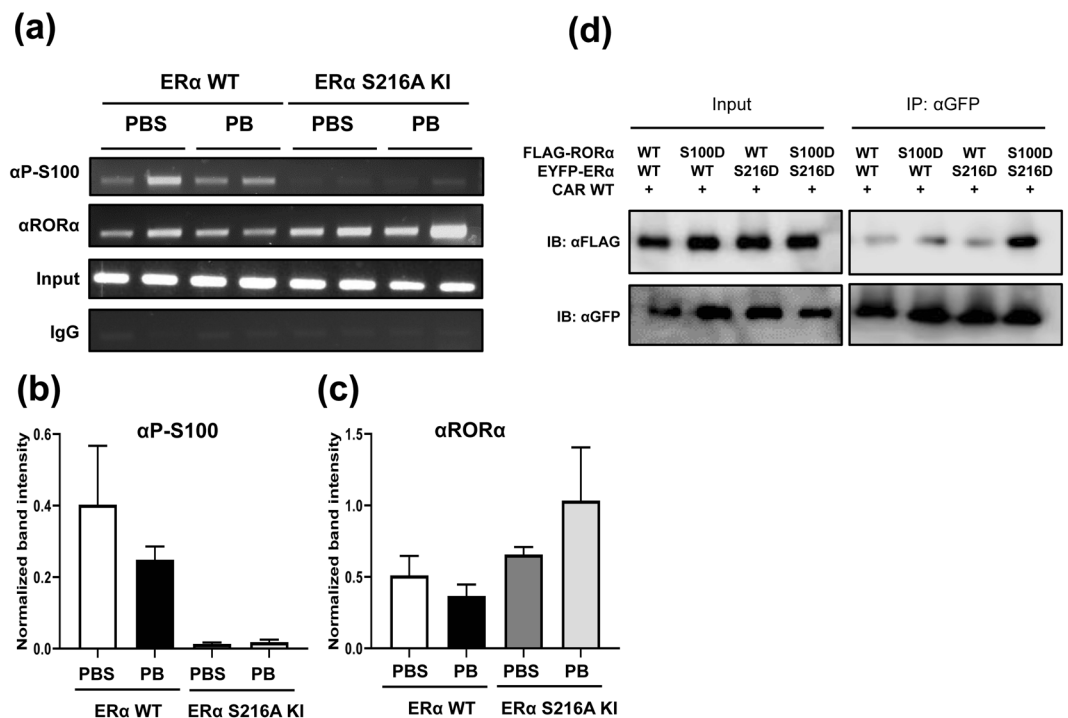 (a)
ERα WT ERα S216A KI
PBS PB PBS PB
αP-S100
αRORα
Input
IgG
(b)
αP-S100
Normalized band intensity
0.6
0.4
0.2
0.0
PBS PB PBS PB
ERα WT ERα S216A KI
(c)
αRORα
Normalized band intensity
1.5
1.0
0.5
0.0
PBS PB PBS PB
ERα WT ERα S216A KI
(d)
Input IP: αGFP
FLAG-RORα WT S100D WT S100D WT S100D WT S100D
EYFP-ERα WT WT S216D S216D WT WT S216D S216D
CAR WT + + + + + + + +
IB: αFLAG
IB: αGFP